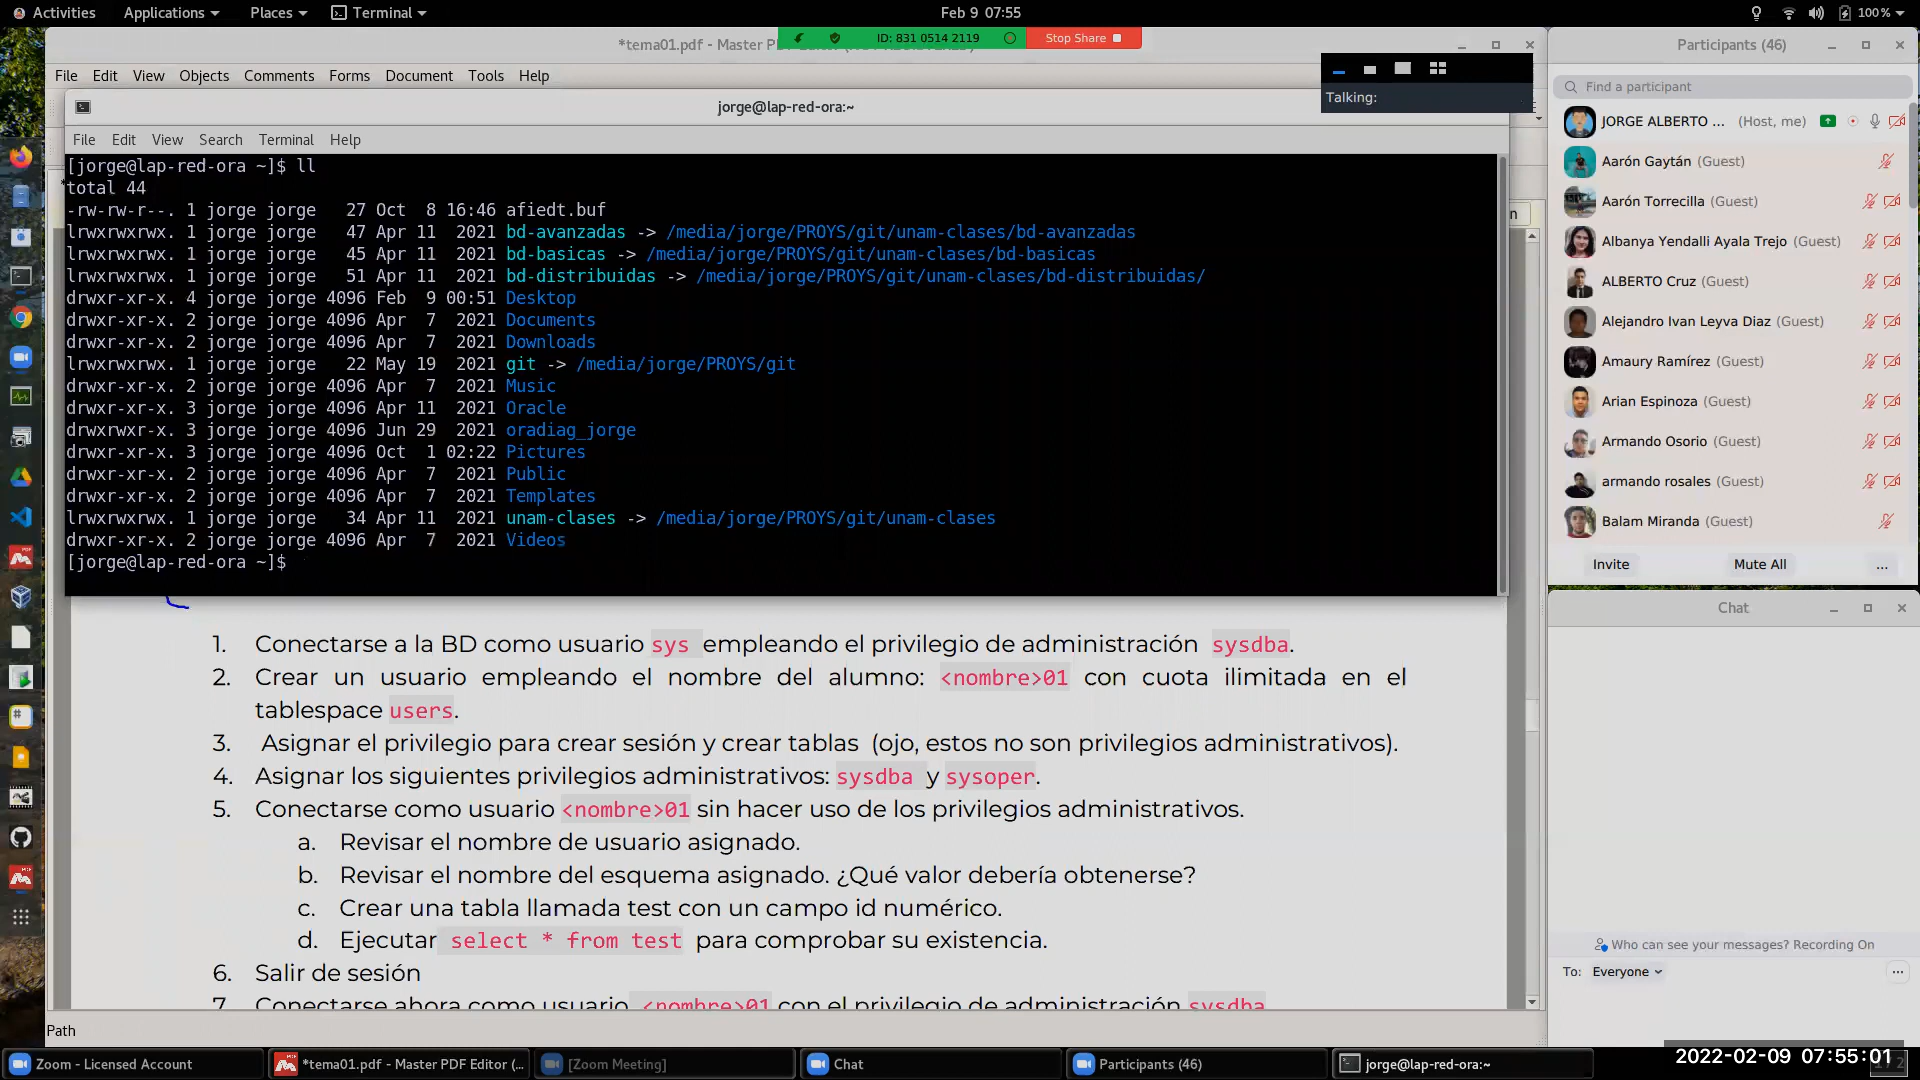 Activities Applications Places Terminal Feb 9 07:55 100%
*tema01.pdf - Master P
ID: 831 0514 2119 Stop Share
File Edit View Objects Comments Forms Document Tools Help
Talking:
jorge@lap-red-ora:~
File Edit View Search Terminal Help
[jorge@lap-red-ora ~]$ ll
total 44
-rw-rw-r--. 1 jorge jorge   27 Oct  8 16:46 afiedt.buf
lrwxrwxrwx. 1 jorge jorge   47 Apr 11  2021 bd-avanzadas -> /media/jorge/PROYS/git/unam-clases/bd-avanzadas
lrwxrwxrwx. 1 jorge jorge   45 Apr 11  2021 bd-basicas -> /media/jorge/PROYS/git/unam-clases/bd-basicas
lrwxrwxrwx. 1 jorge jorge   51 Apr 11  2021 bd-distribuidas -> /media/jorge/PROYS/git/unam-clases/bd-distribuidas/
drwxr-xr-x. 4 jorge jorge 4096 Feb  9 00:51 Desktop
drwxr-xr-x. 2 jorge jorge 4096 Apr  7  2021 Documents
drwxr-xr-x. 2 jorge jorge 4096 Apr  7  2021 Downloads
lrwxrwxrwx. 1 jorge jorge   22 May 19  2021 git -> /media/jorge/PROYS/git
drwxr-xr-x. 2 jorge jorge 4096 Apr  7  2021 Music
drwxr-xr-x. 3 jorge jorge 4096 Apr 11  2021 Oracle
drwxrwxr-x. 3 jorge jorge 4096 Jun 29  2021 oradiag_jorge
drwxr-xr-x. 3 jorge jorge 4096 Oct  1 02:22 Pictures
drwxr-xr-x. 2 jorge jorge 4096 Apr  7  2021 Public
drwxr-xr-x. 2 jorge jorge 4096 Apr  7  2021 Templates
lrwxrwxrwx. 1 jorge jorge   34 Apr 11  2021 unam-clases -> /media/jorge/PROYS/git/unam-clases
drwxr-xr-x. 2 jorge jorge 4096 Apr  7  2021 Videos
[jorge@lap-red-ora ~]$
1. Conectarse a la BD como usuario sys empleando el privilegio de administración sysdba.
2. Crear un usuario empleando el nombre del alumno: <nombre>01 con cuota ilimitada en el
tablespace users.
3. Asignar el privilegio para crear sesión y crear tablas (ojo, estos no son privilegios administrativos).
4. Asignar los siguientes privilegios administrativos: sysdba y sysoper.
5. Conectarse como usuario <nombre>01 sin hacer uso de los privilegios administrativos.
a. Revisar el nombre de usuario asignado.
b. Revisar el nombre del esquema asignado. ¿Qué valor debería obtenerse?
c. Crear una tabla llamada test con un campo id numérico.
d. Ejecutar select * from test para comprobar su existencia.
6. Salir de sesión
7. Conectarse ahora como usuario <nombre>01 con el privilegio de administración sysdba
Path
Participants (46)
Find a participant
JORGE ALBERTO ... (Host, me)
Aarón Gaytán (Guest)
Aarón Torrecilla (Guest)
Albanya Yendalli Ayala Trejo (Guest)
ALBERTO Cruz (Guest)
Alejandro Ivan Leyva Diaz (Guest)
Amaury Ramírez (Guest)
Arian Espinoza (Guest)
Armando Osorio (Guest)
armando rosales (Guest)
Balam Miranda (Guest)
Invite Mute All ...
Chat
Who can see your messages? Recording On
To: Everyone
Zoom - Licensed Account *tema01.pdf - Master PDF Editor (... [Zoom Meeting] Chat Participants (46) jorge@lap-red-ora:~
2022-02-09 07:55:01